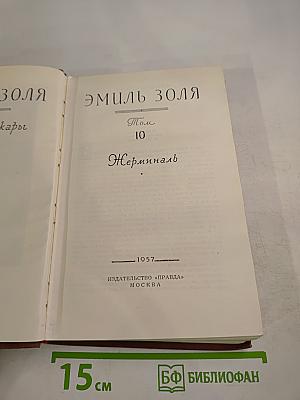 ЗОЛЯ
кары
ЭМИЛЬ ЗОЛЯ
Том
10
Жерминаль
1957
ИЗДАТЕЛЬСТВО «ПРАВДА»
МОСКВА
15 см
БФ БИБЛИОФАН